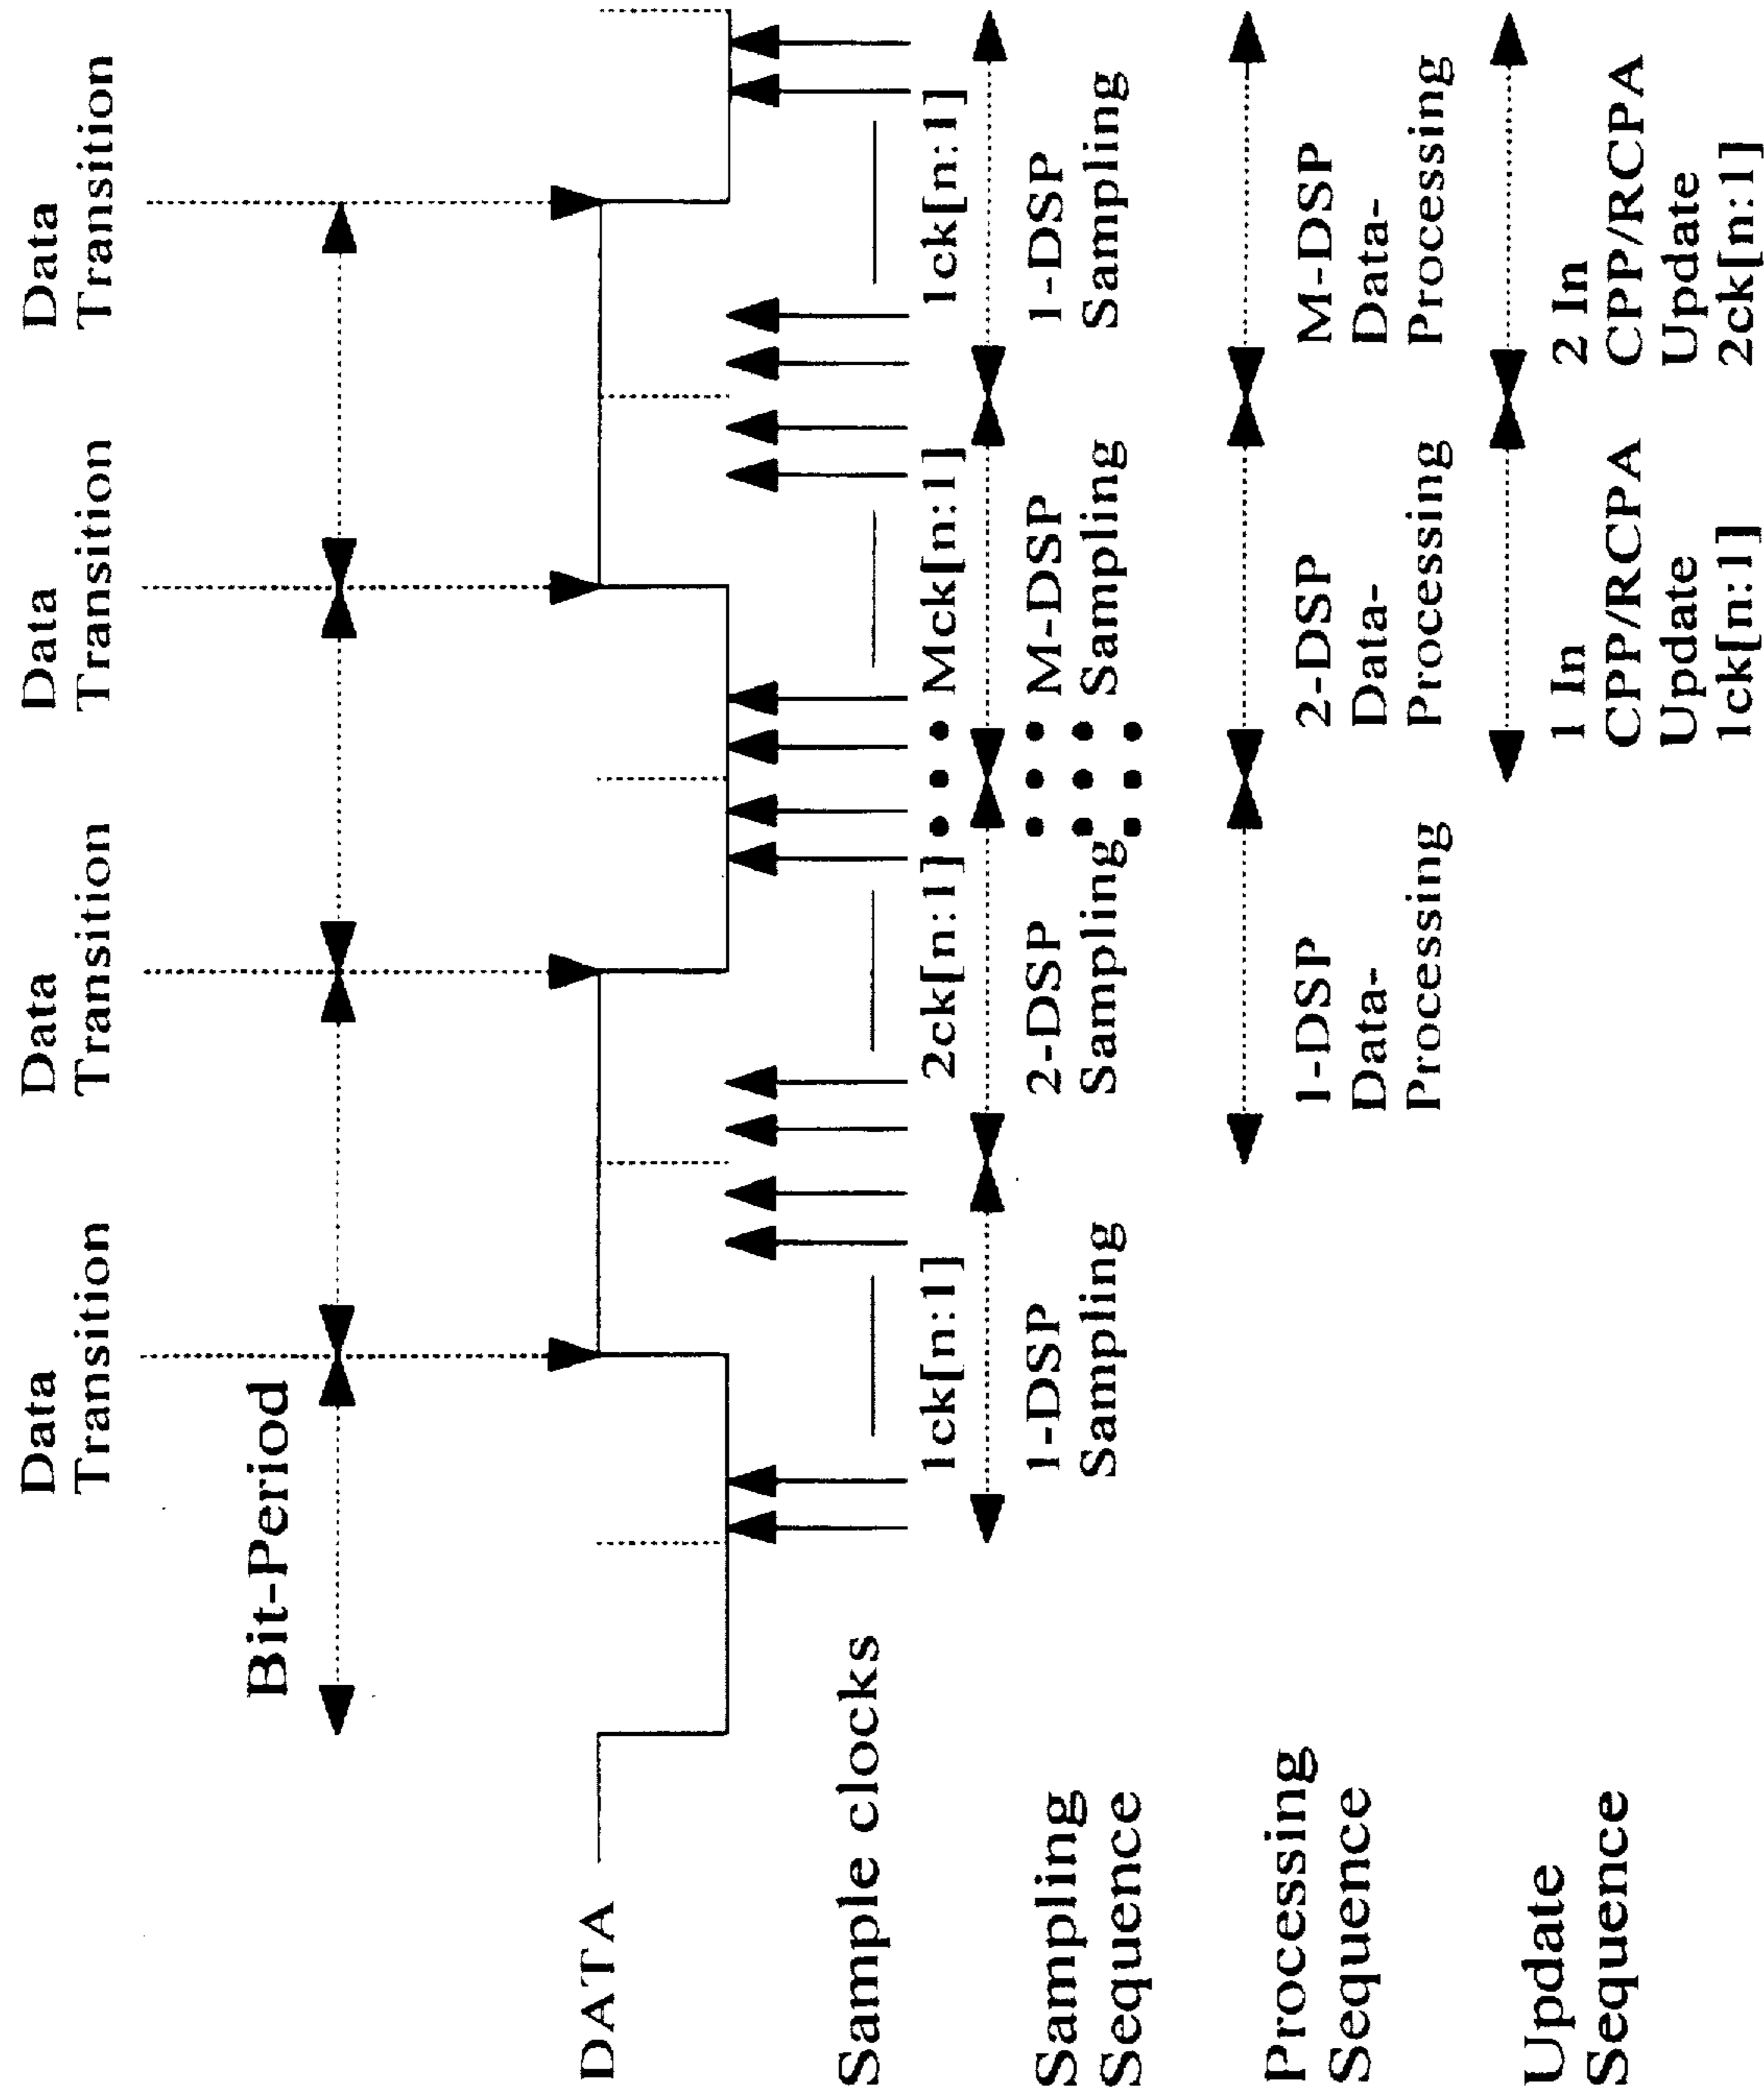 Data
Transition
Data
Transition
Data
Transition
Data
Transition
Bit-Period
DATA
Sample clocks
1ck[n:1]
2ck[n:1]
Mck[n:1]
1ck[n:1]
Sampling
Sequence
1-DSP
Sampling
2-DSP
Sampling
M-DSP
Sampling
1-DSP
Sampling
Processing
Sequence
1-DSP
Data-
Processing
2-DSP
Data-
Processing
M-DSP
Data-
Processing
Update
Sequence
1 In
CPP/RCPA
Update
1ck[n:1]
2 In
CPP/RCPA
Update
2ck[n:1]